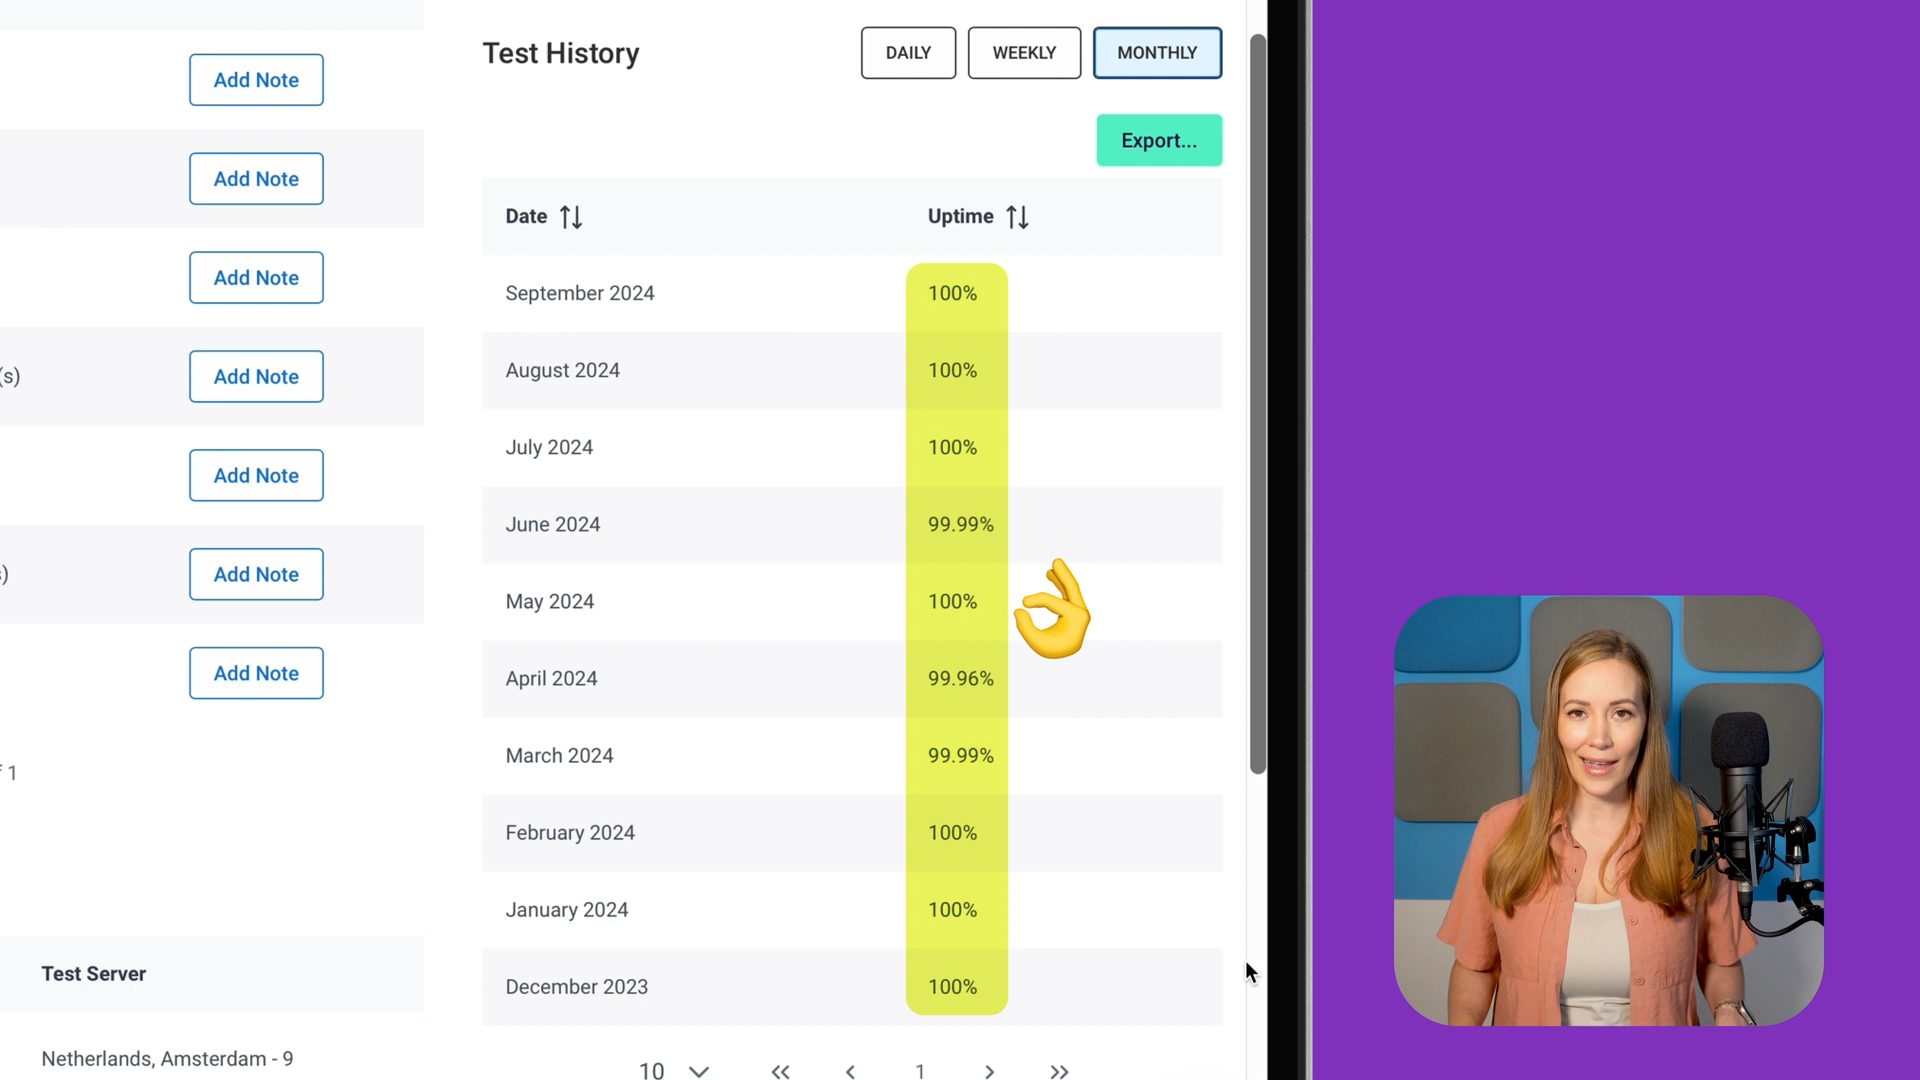 Add Note
Add Note
Add Note
(s)
Add Note
Add Note
Add Note
Add Note
1
Test Server
Netherlands, Amsterdam - 9
Test History
DAILY
WEEKLY
MONTHLY
Export...
Date
Uptime
September 2024
100%
August 2024
100%
July 2024
100%
June 2024
99.99%
May 2024
100%
April 2024
99.96%
March 2024
99.99%
February 2024
100%
January 2024
100%
December 2023
100%
10
1